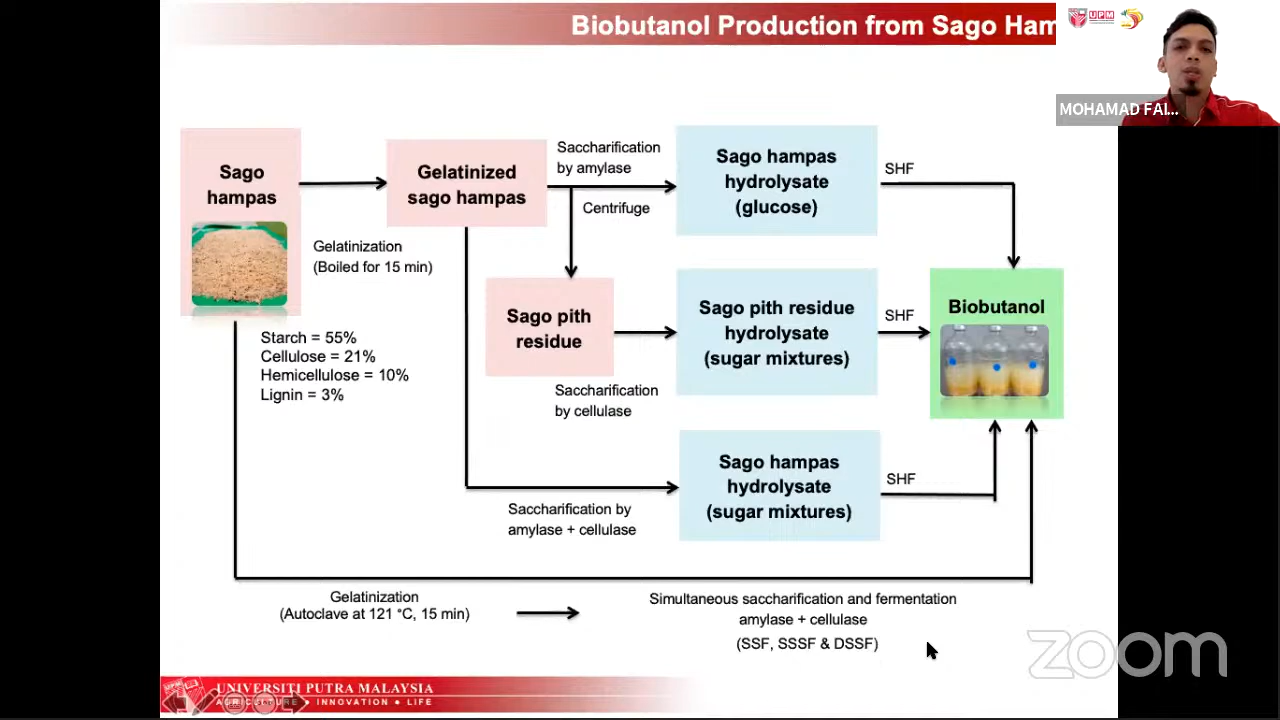 Biobutanol Production from Sago Ham
UPM
MOHAMAD FAI...
Sago
hampas
Gelatinization
(Boiled for 15 min)
Starch = 55%
Cellulose = 21%
Hemicellulose = 10%
Lignin = 3%
Gelatinized
sago hampas
Saccharification
by amylase
Centrifuge
Sago hampas
hydrolysate
(glucose)
SHF
Sago pith
residue
Saccharification
by cellulase
Sago pith residue
hydrolysate
(sugar mixtures)
SHF
Biobutanol
Saccharification by
amylase + cellulase
Sago hampas
hydrolysate
(sugar mixtures)
SHF
Gelatinization
(Autoclave at 121 °C, 15 min)
Simultaneous saccharification and fermentation
amylase + cellulase
(SSF, SSSF & DSSF)
zoom
UNIVERSITI PUTRA MALAYSIA
AGRICULTURE • INNOVATION • LIFE